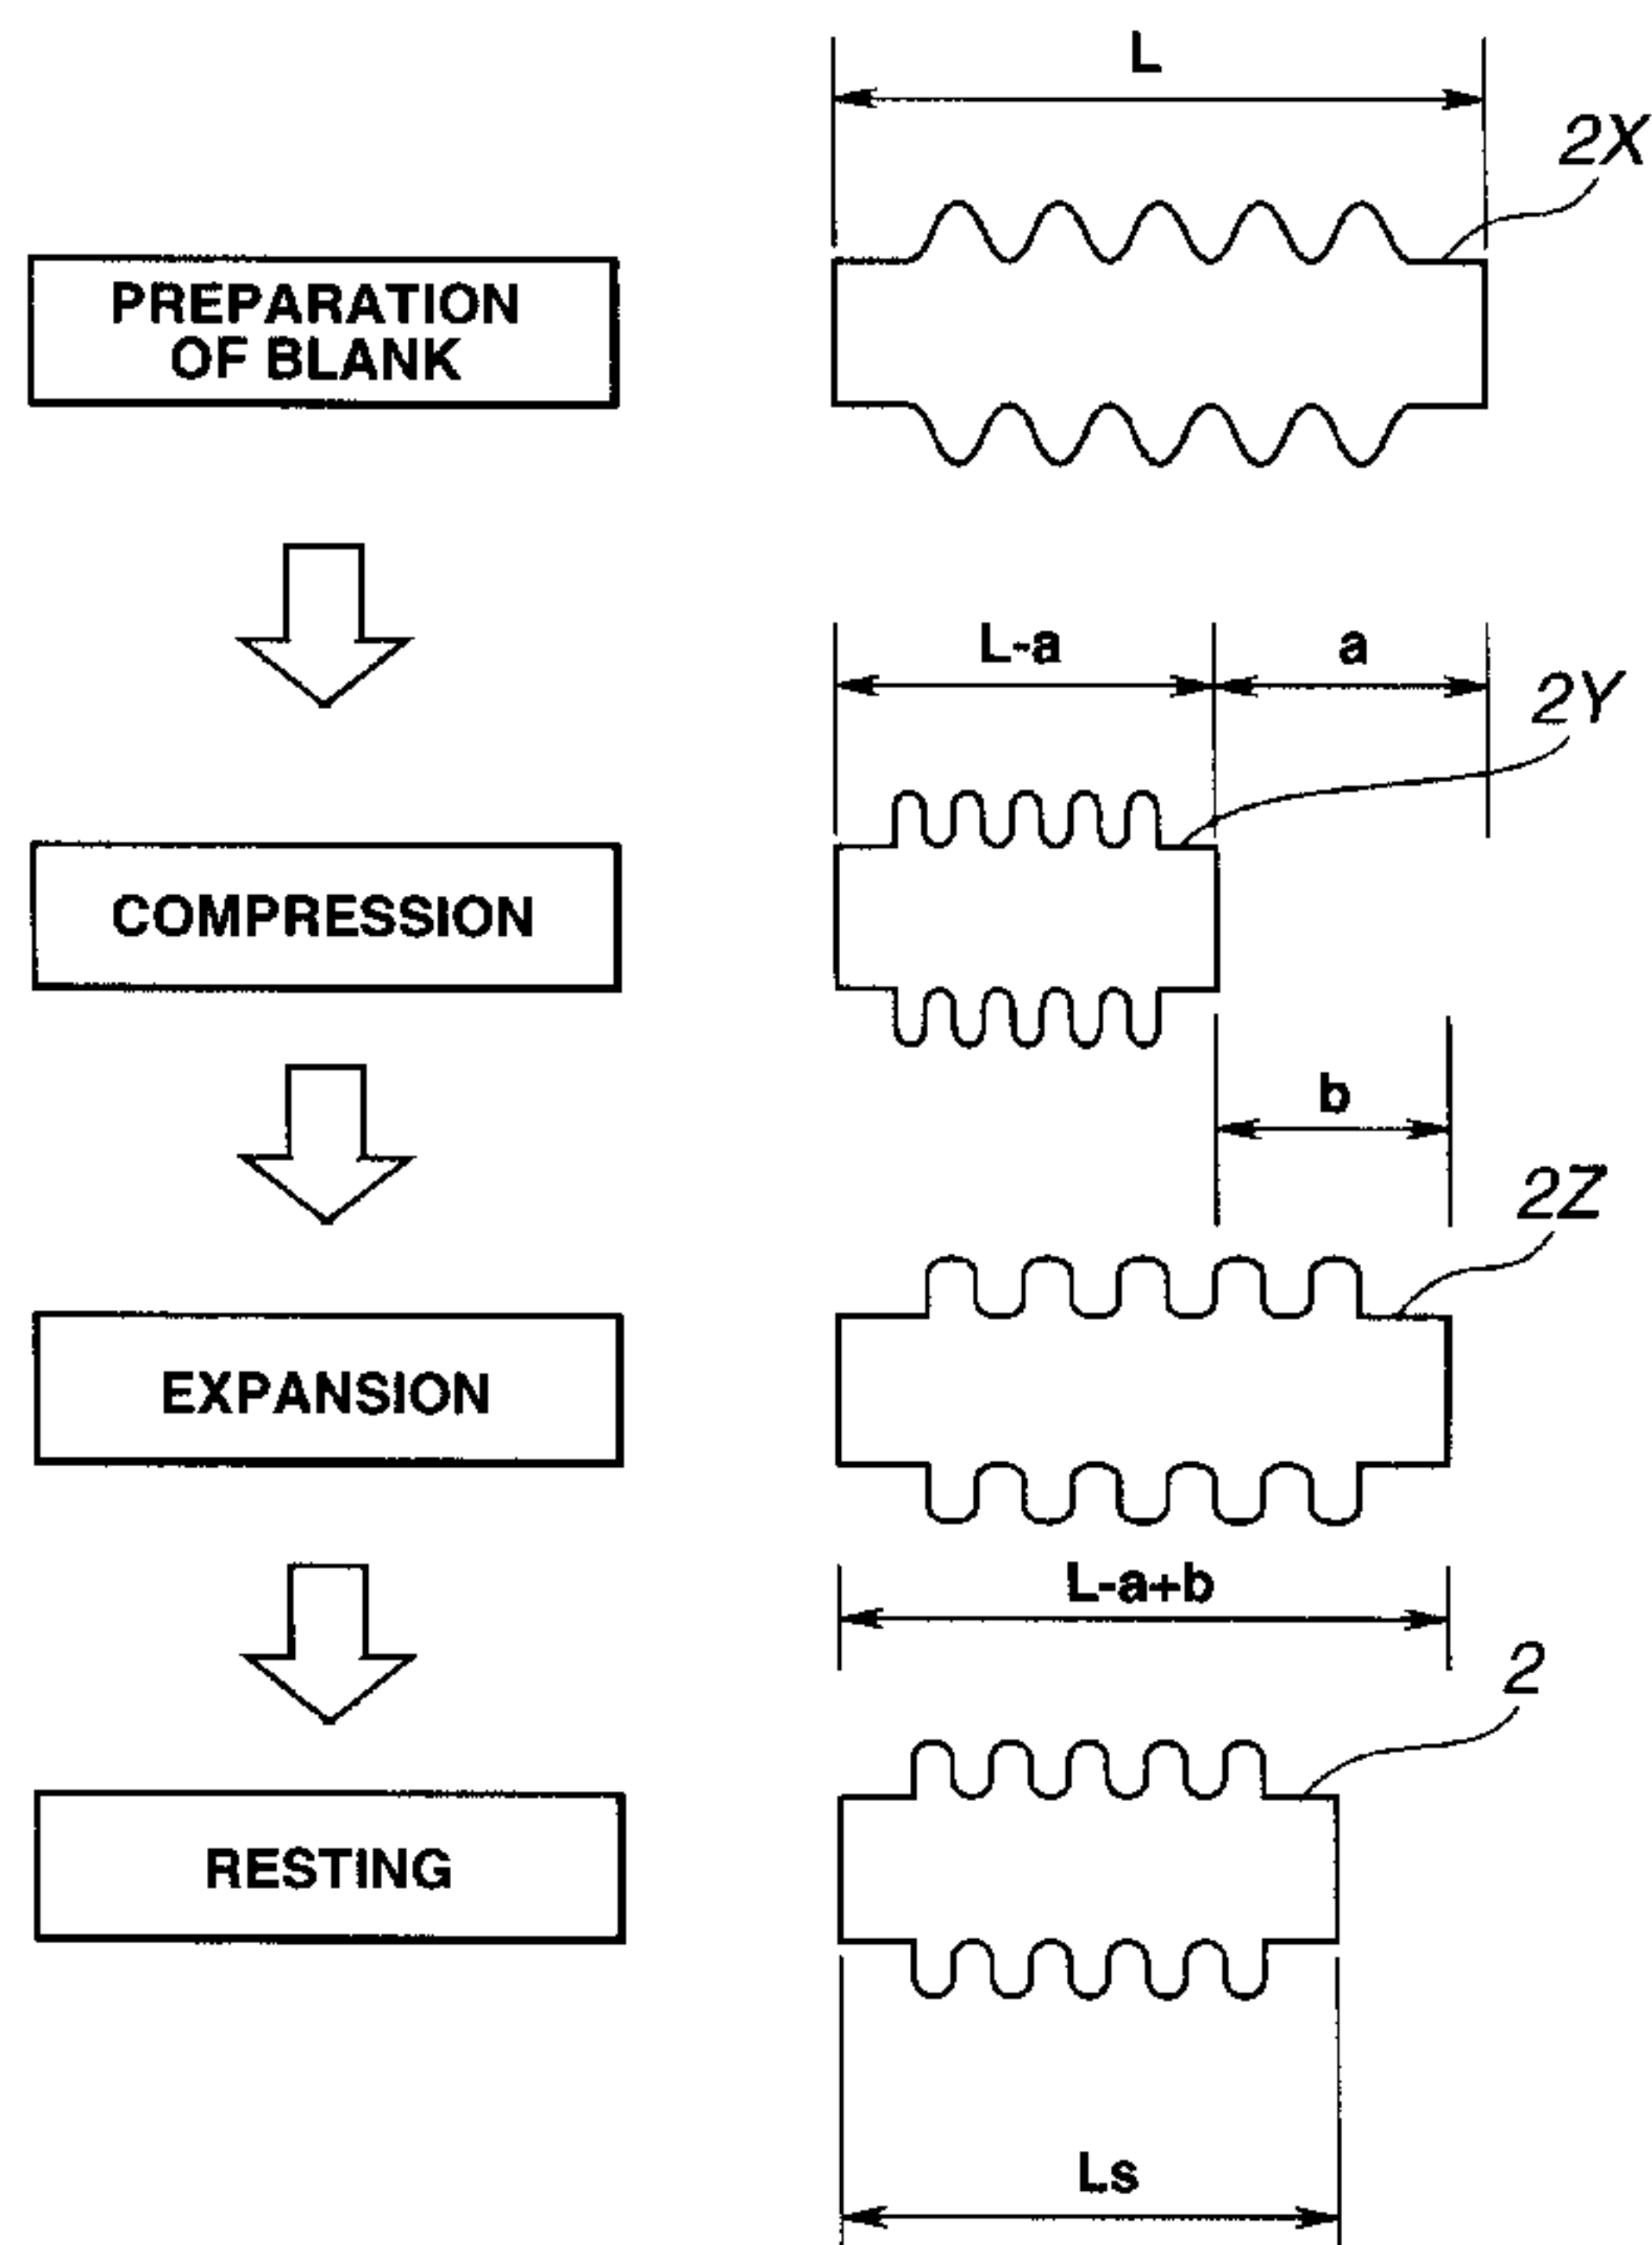 L
2X
PREPARATION
OF BLANK
L-a
a
2Y
COMPRESSION
b
2Z
EXPANSION
L-a+b
2
RESTING
Ls